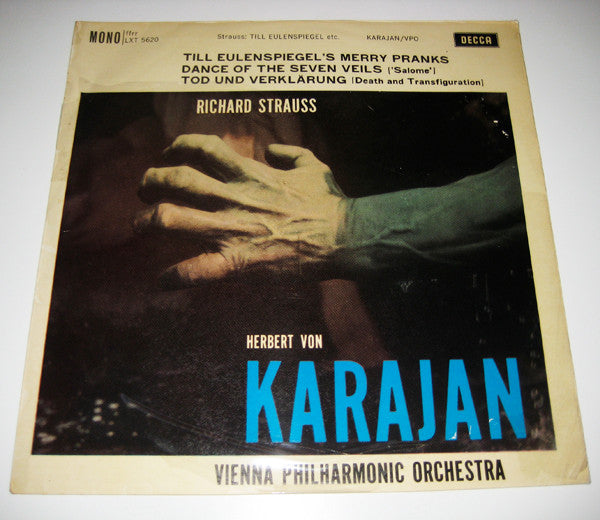 MONO ffrr LXT 5620
Strauss: TILL EULENSPIEGEL etc. KARAJAN/VPO
DECCA
TILL EULENSPIEGEL'S MERRY PRANKS
DANCE OF THE SEVEN VEILS ['Salome']
TOD UND VERKLÄRUNG [Death and Transfiguration]
RICHARD STRAUSS
HERBERT VON
KARAJAN
VIENNA PHILHARMONIC ORCHESTRA